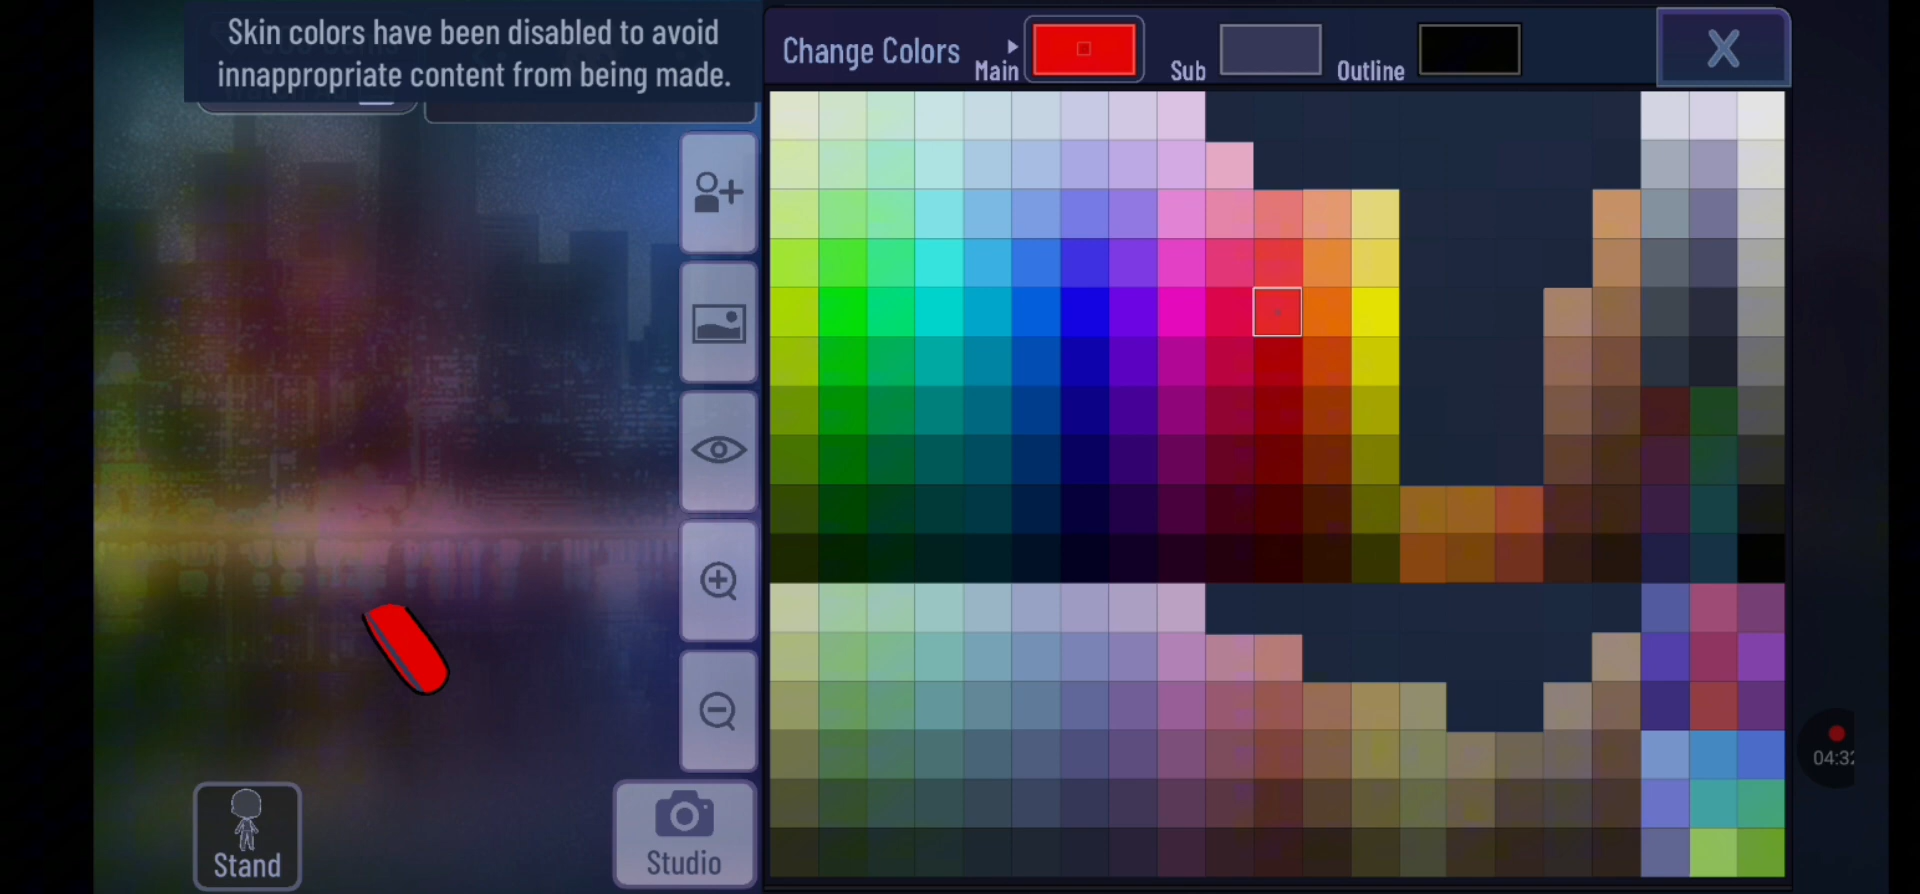 Skin colors have been disabled to avoid
innappropriate content from being made.
Change Colors
Main
Sub
Outline
X
Stand
Studio